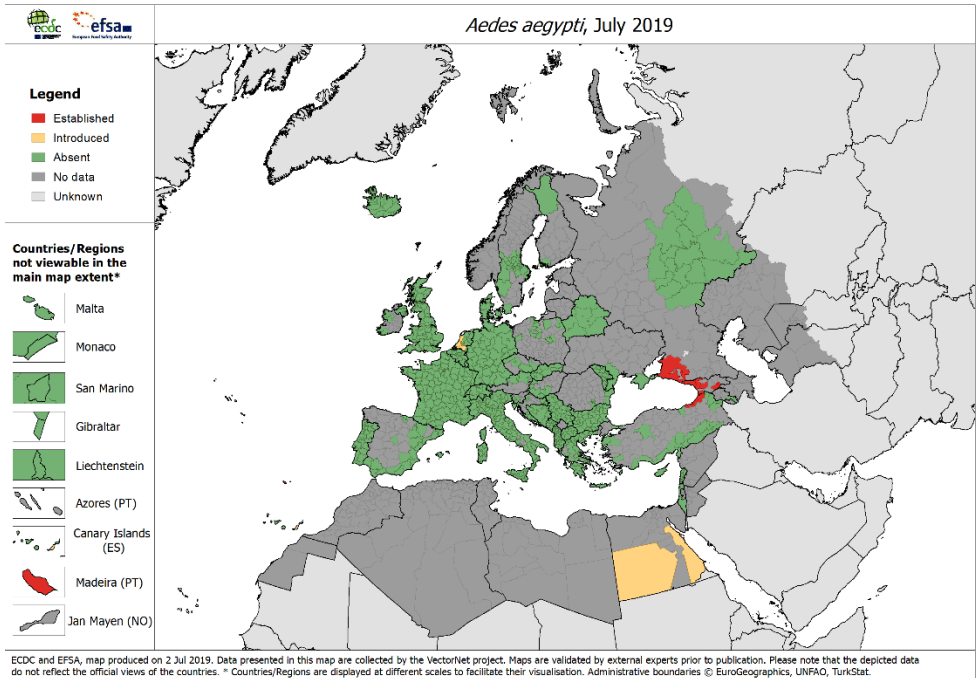 ecdc
efsa
European Food Safety Authority
Aedes aegypti, July 2019
Legend
Established
Introduced
Absent
No data
Unknown
Countries/Regions
not viewable in the
main map extent*
Malta
Monaco
San Marino
Gibraltar
Liechtenstein
Azores (PT)
Canary Islands
(ES)
Madeira (PT)
Jan Mayen (NO)
ECDC and EFSA, map produced on 2 Jul 2019. Data presented in this map are collected by the VectorNet project. Maps are validated by external experts prior to publication. Please note that the depicted data
do not reflect the official views of the countries. * Countries/Regions are displayed at different scales to facilitate their visualisation. Administrative boundaries © EuroGeographics, UNFAO, TurkStat.